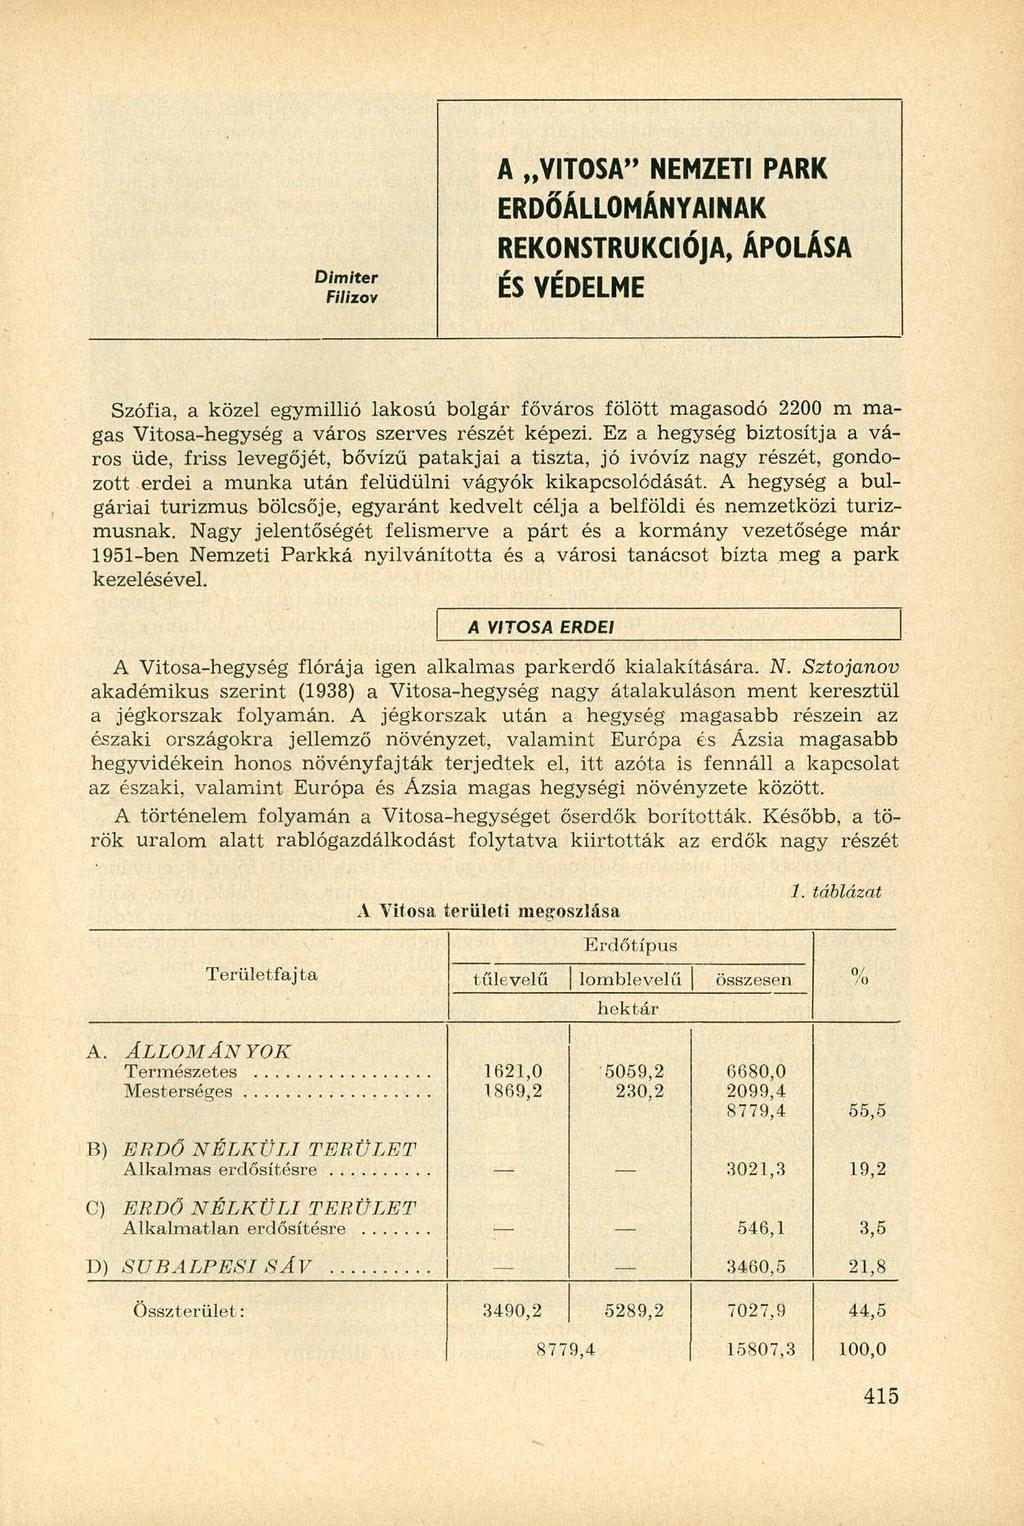 Dimiter
Filizov
A „VITOSA” NEMZETI PARK
ERDŐÁLLOMÁNYAINAK
REKONSTRUKCIÓJA, ÁPOLÁSA
ÉS VÉDELME
Szófia, a közel egymillió lakosú bolgár főváros fölött magasodó 2200 m ma-
gas Vitosa-hegység a város szerves részét képezi. Ez a hegység biztosítja a vá-
ros üde, friss levegőjét, bővízű patakjai a tiszta, jó ivóvíz nagy részét, gondo-
zott erdei a munka után felüdülni vágyók kikapcsolódását. A hegység a bul-
gáriai turizmus bölcsője, egyaránt kedvelt célja a belföldi és nemzetközi turiz-
musnak. Nagy jelentőségét felismerve a párt és a kormány vezetősége már
1951-ben Nemzeti Parkká nyilvánította és a városi tanácsot bízta meg a park
kezelésével.
A VITOSA ERDEI
A Vitosa-hegység flórája igen alkalmas parkerdő kialakítására. N. Sztojanov
akadémikus szerint (1938) a Vitosa-hegység nagy átalakuláson ment keresztül
a jégkorszak folyamán. A jégkorszak után a hegység magasabb részein az
északi országokra jellemző növényzet, valamint Európa és Ázsia magasabb
hegyvidékein honos növényfajták terjedtek el, itt azóta is fennáll a kapcsolat
az északi, valamint Európa és Ázsia magas hegységi növényzete között.
A történelem folyamán a Vitosa-hegységet őserdők borították. Később, a tö-
rök uralom alatt rablógazdálkodást folytatva kiirtották az erdők nagy részét
1. táblázat
A Vitosa területi megoszlása
Területfajta Erdőtípus %
tűlevelű lomblevelű összesen
hektár
A. ÁLLOMÁNYOK
Természetes ................. 1621,0 5059,2 6680,0
Mesterséges .................. 1869,2 230,2 2099,4
8779,4 55,5
B) ERDŐ NÉLKÜLI TERÜLET
Alkalmas erdősítésre .......... — — 3021,3 19,2
C) ERDŐ NÉLKÜLI TERÜLET
Alkalmatlan erdősítésre ....... — — 546,1 3,5
D) SUBALPESI SÁV .......... — — 3460,5 21,8
Összterület: 3490,2 5289,2 7027,9 44,5
8779,4 15807,3 100,0
415